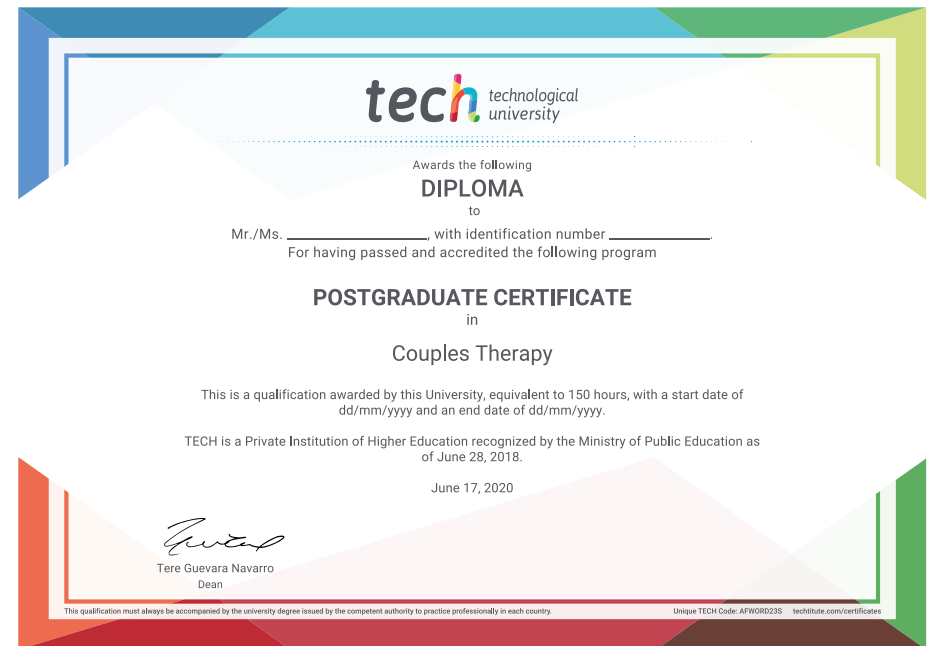 tech technological
university
Awards the following
DIPLOMA
to
Mr./Ms. ____________________, with identification number ______________.
For having passed and accredited the following program
POSTGRADUATE CERTIFICATE
in
Couples Therapy
This is a qualification awarded by this University, equivalent to 150 hours, with a start date of
dd/mm/yyyy and an end date of dd/mm/yyyy.
TECH is a Private Institution of Higher Education recognized by the Ministry of Public Education as
of June 28, 2018.
June 17, 2020
Tere Guevara Navarro
Dean
This qualification must always be accompanied by the university degree issued by the competent authority to practice professionally in each country.
Unique TECH Code: AFWORD23S techtitute.com/certificates